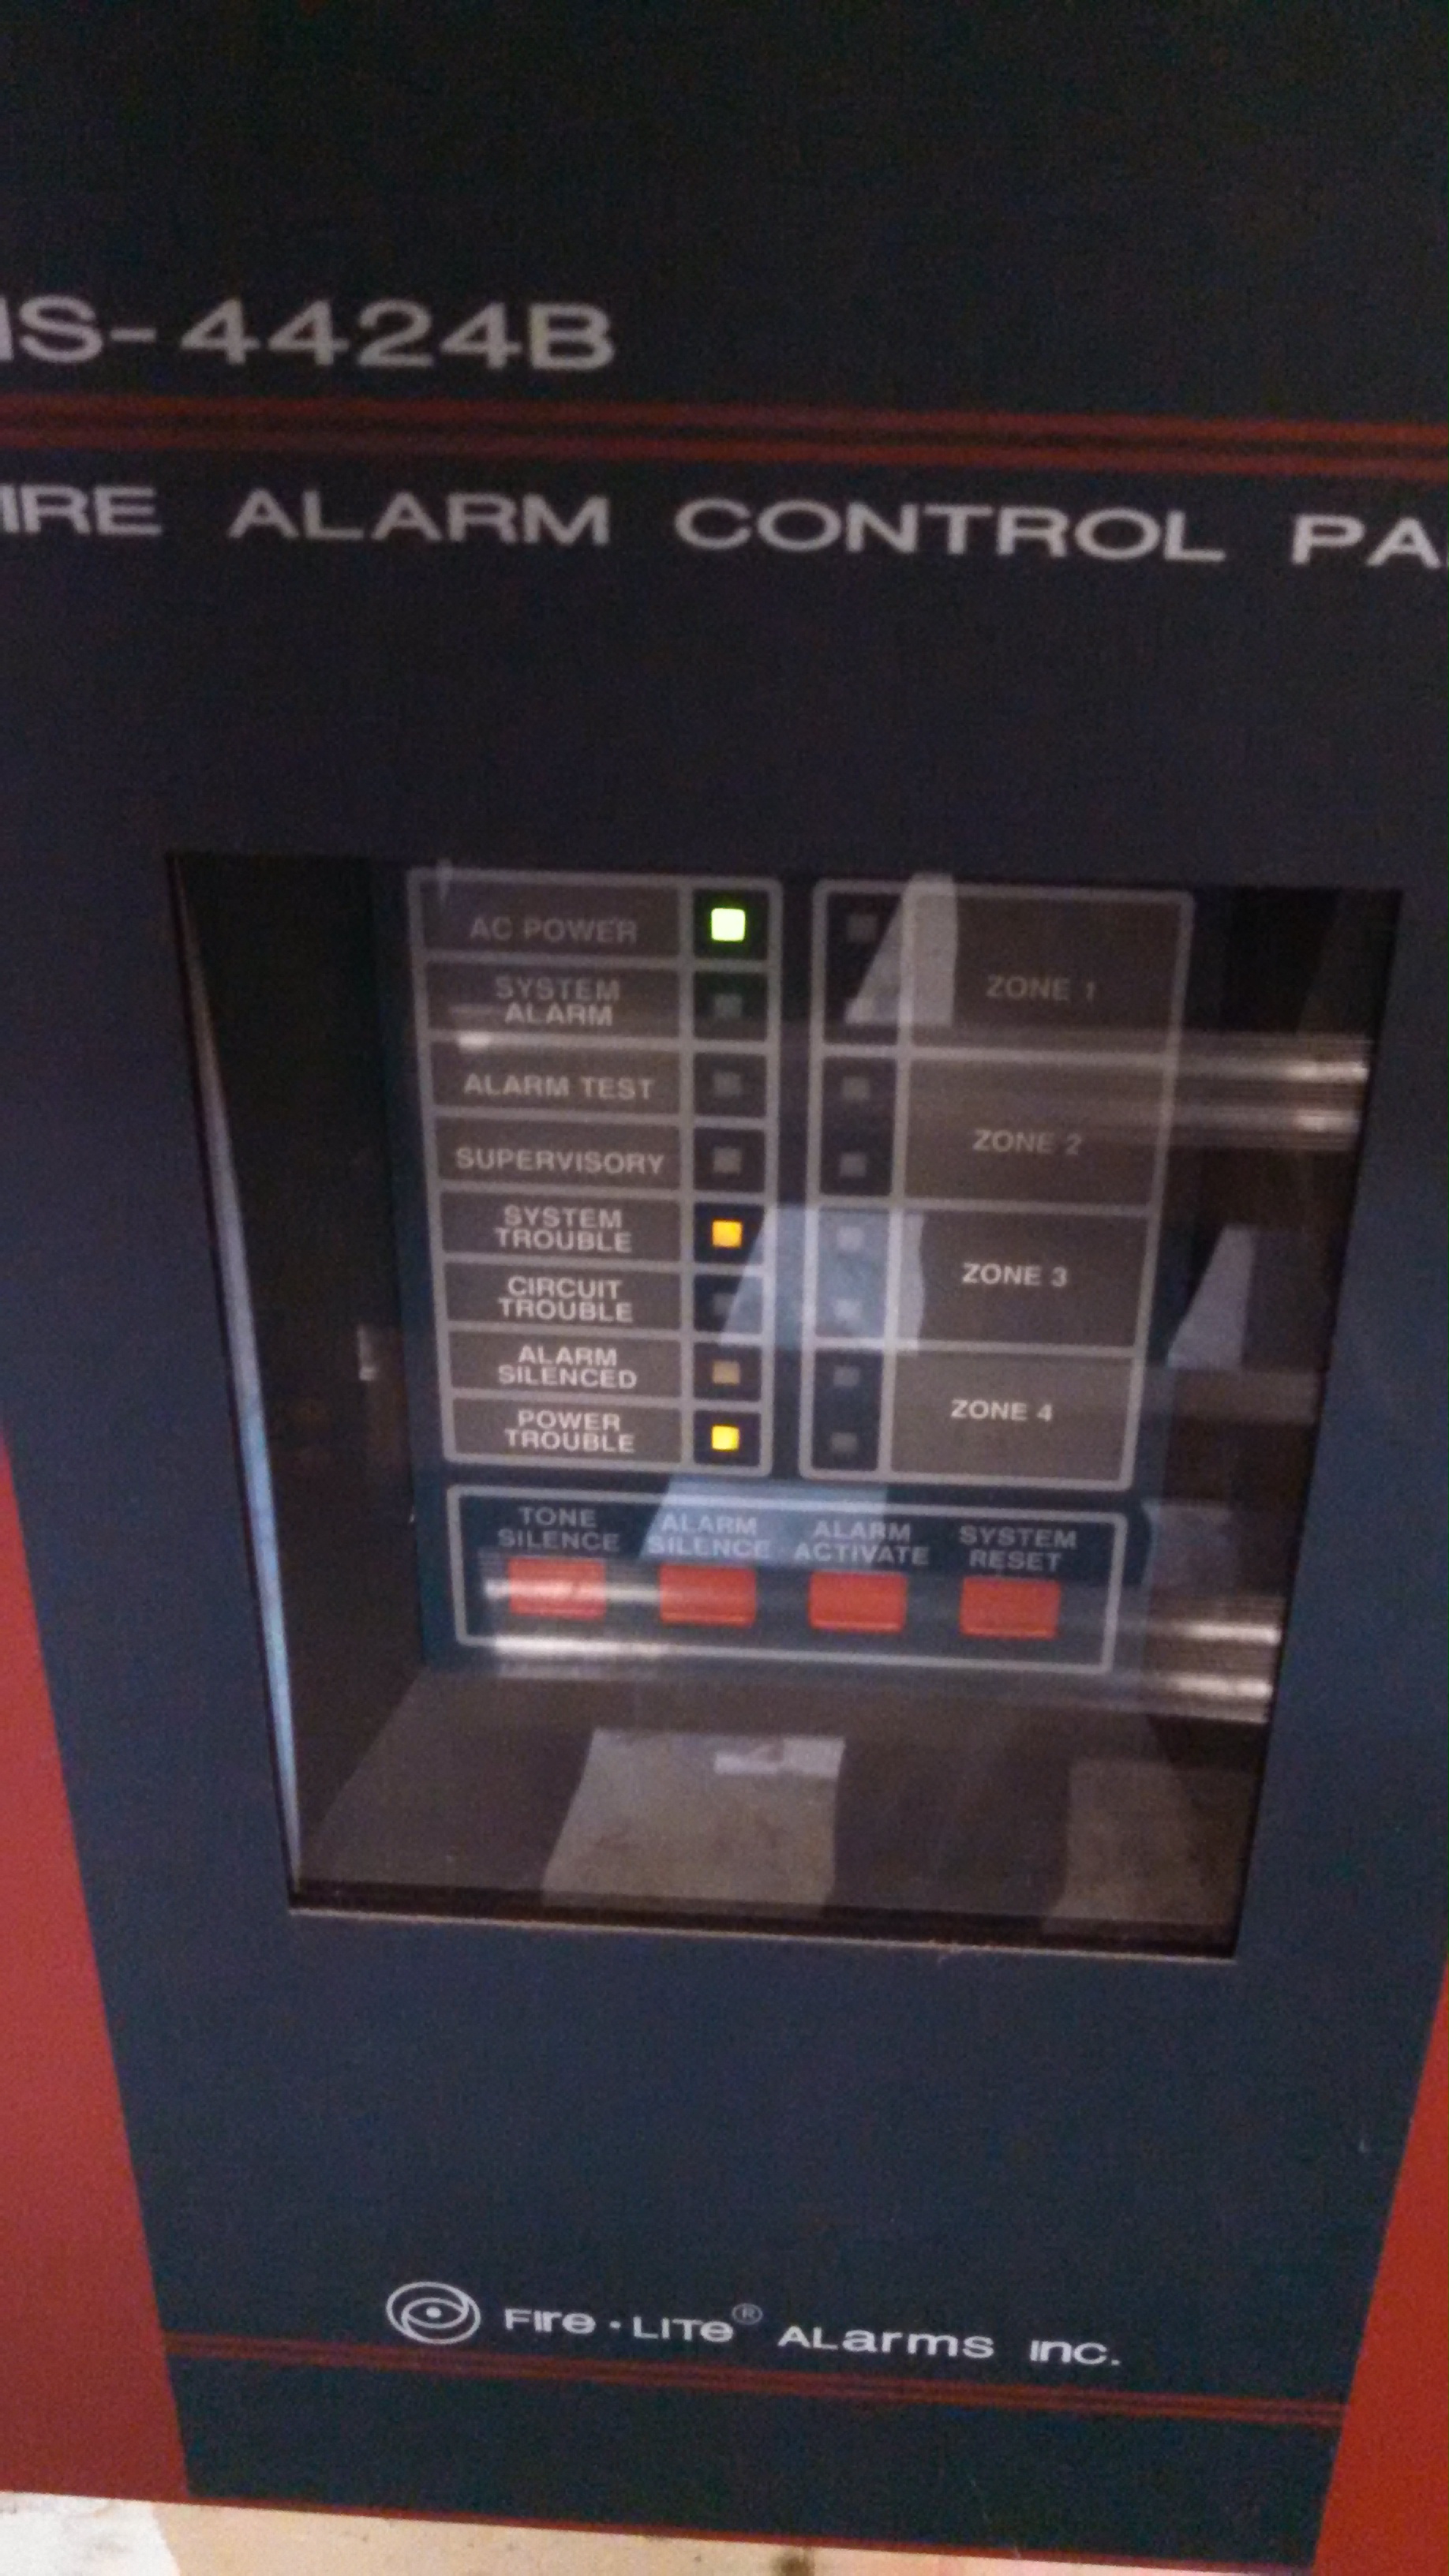 MS-4424B
FIRE ALARM CONTROL PA
AC POWER
SYSTEM
ALARM
ALARM TEST
SUPERVISORY
SYSTEM
TROUBLE
CIRCUIT
TROUBLE
ALARM
SILENCED
POWER
TROUBLE
ZONE 1
ZONE 2
ZONE 3
ZONE 4
TONE
SILENCE
ALARM
SILENCE
ALARM
ACTIVATE
SYSTEM
RESET
Fire·Lite® Alarms inc.